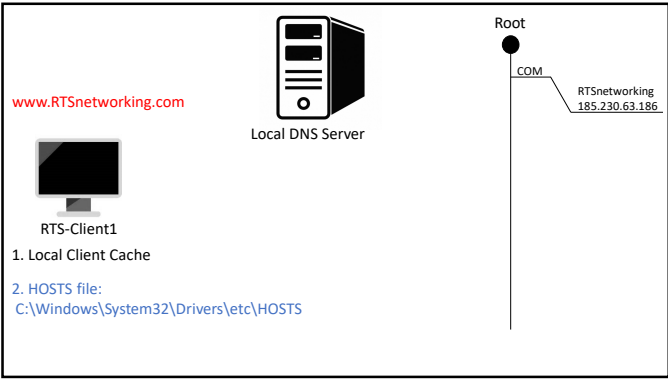 Root
COM
RTSnetworking
185.230.63.186
www.RTSnetworking.com
Local DNS Server
RTS-Client1
1. Local Client Cache
2. HOSTS file:
C:\Windows\System32\Drivers\etc\HOSTS